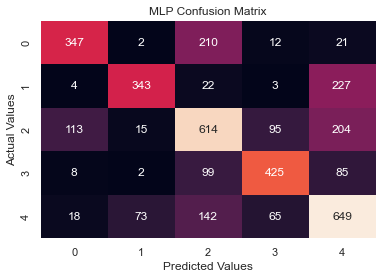 MLP Confusion Matrix
Actual Values
0 347 2 210 12 21
1 4 343 22 3 227
2 113 15 614 95 204
3 8 2 99 425 85
4 18 73 142 65 649
0 1 2 3 4
Predicted Values